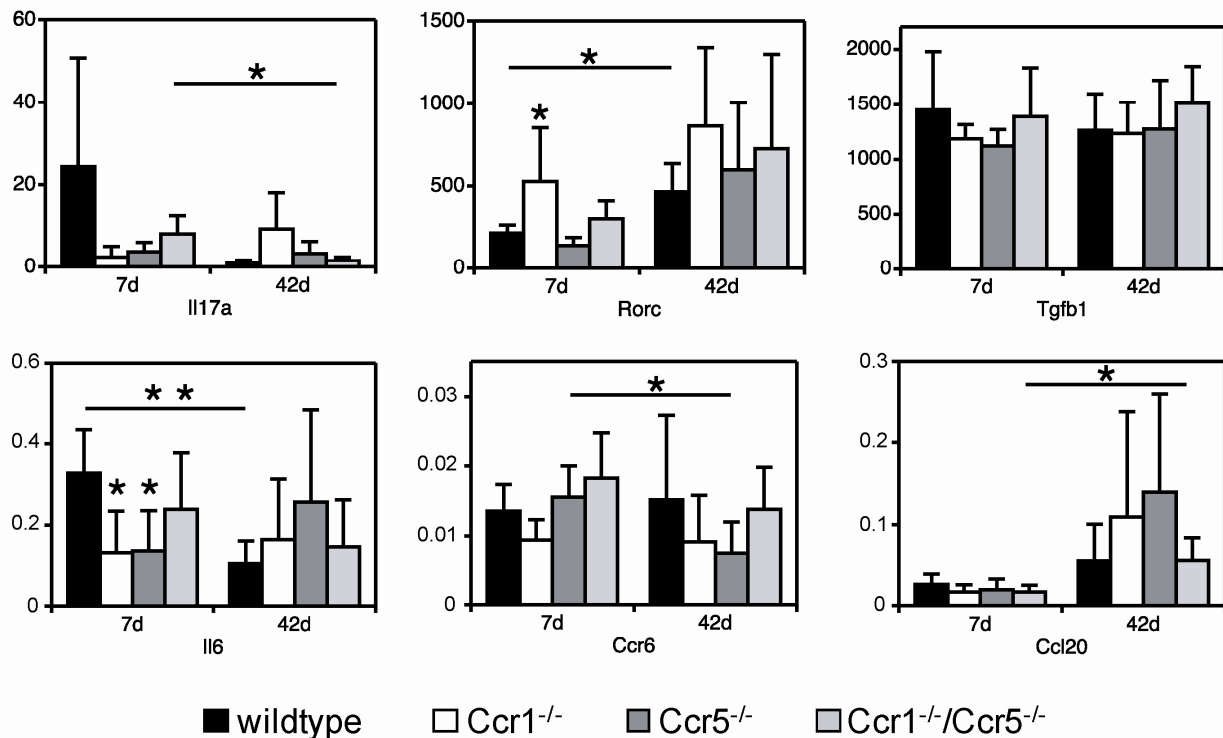 60
40
20
0
*
7d 42d
Il17a
1500
1000
500
0
*
*
7d 42d
Rorc
2000
1500
1000
500
0
7d 42d
Tgfb1
0.6
0.4
0.2
0
* *
* *
7d 42d
Il6
0.03
0.02
0.01
0
*
7d 42d
Ccr6
0.3
0.2
0.1
0
*
7d 42d
Ccl20
wildtype Ccr1-/- Ccr5-/- Ccr1-/-/Ccr5-/-